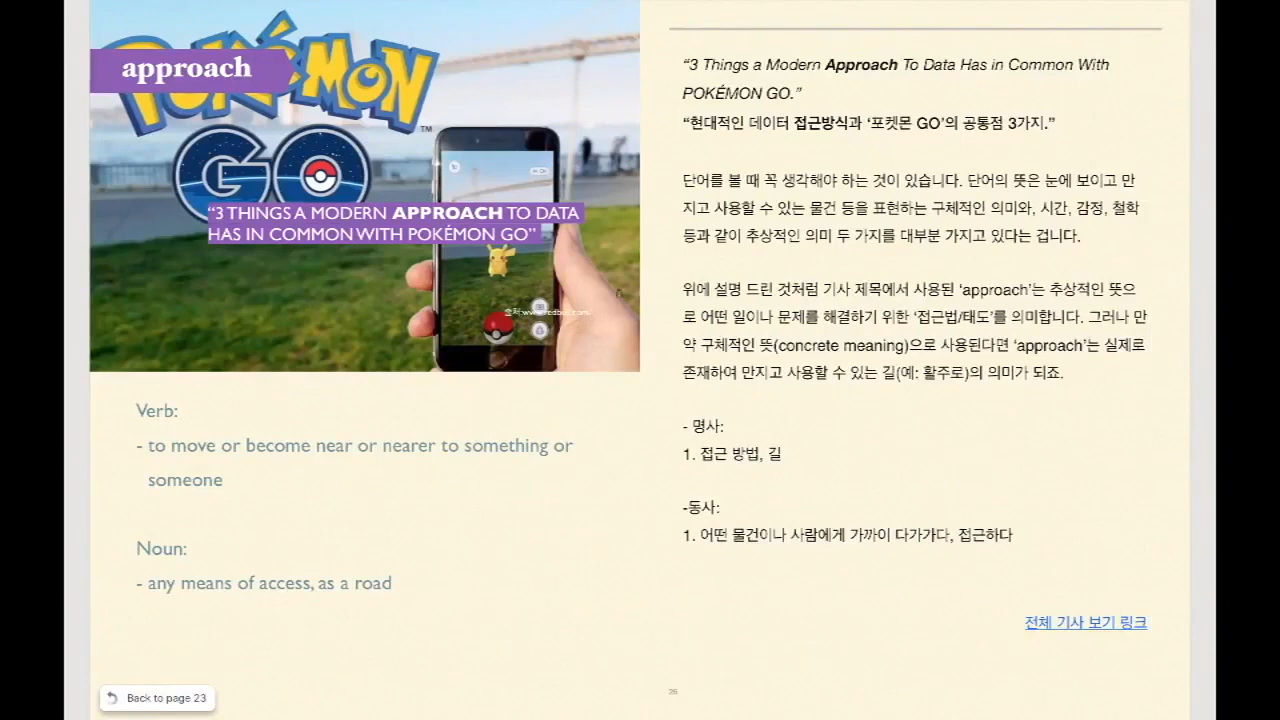 POKÉMON
GO
TM
approach
“3 THINGS A MODERN APPROACH TO DATA
HAS IN COMMON WITH POKÉMON GO”
Verb:
- to move or become near or nearer to something or
someone
Noun:
- any means of access, as a road
Back to page 23
“3 Things a Modern Approach To Data Has in Common With
POKÉMON GO.”
“현대적인 데이터 접근방식과 ‘포켓몬 GO’의 공통점 3가지.”
단어를 볼 때 꼭 생각해야 하는 것이 있습니다. 단어의 뜻은 눈에 보이고 만
지고 사용할 수 있는 물건 등을 표현하는 구체적인 의미와, 시간, 감정, 철학
등과 같이 추상적인 의미 두 가지를 대부분 가지고 있다는 겁니다.
위에 설명 드린 것처럼 기사 제목에서 사용된 ‘approach’는 추상적인 뜻으
로 어떤 일이나 문제를 해결하기 위한 ‘접근법/태도’를 의미합니다. 그러나 만
약 구체적인 뜻(concrete meaning)으로 사용된다면 ‘approach’는 실제로
존재하여 만지고 사용할 수 있는 길(예: 활주로)의 의미가 되죠.
- 명사:
1. 접근 방법, 길
-동사:
1. 어떤 물건이나 사람에게 가까이 다가가다, 접근하다
전체 기사 보기 링크
26